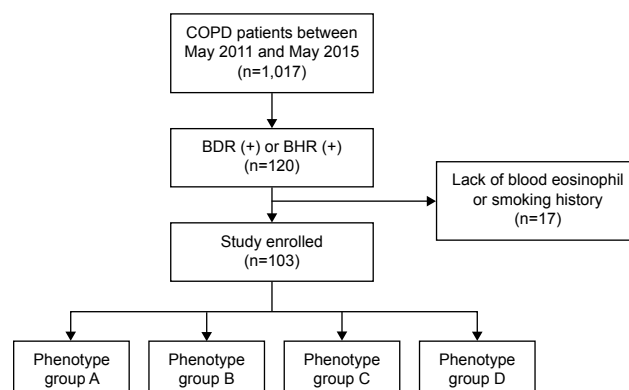 COPD patients between
May 2011 and May 2015
(n=1,017)
BDR (+) or BHR (+)
(n=120)
Lack of blood eosinophil
or smoking history
(n=17)
Study enrolled
(n=103)
Phenotype
group A
Phenotype
group B
Phenotype
group C
Phenotype
group D